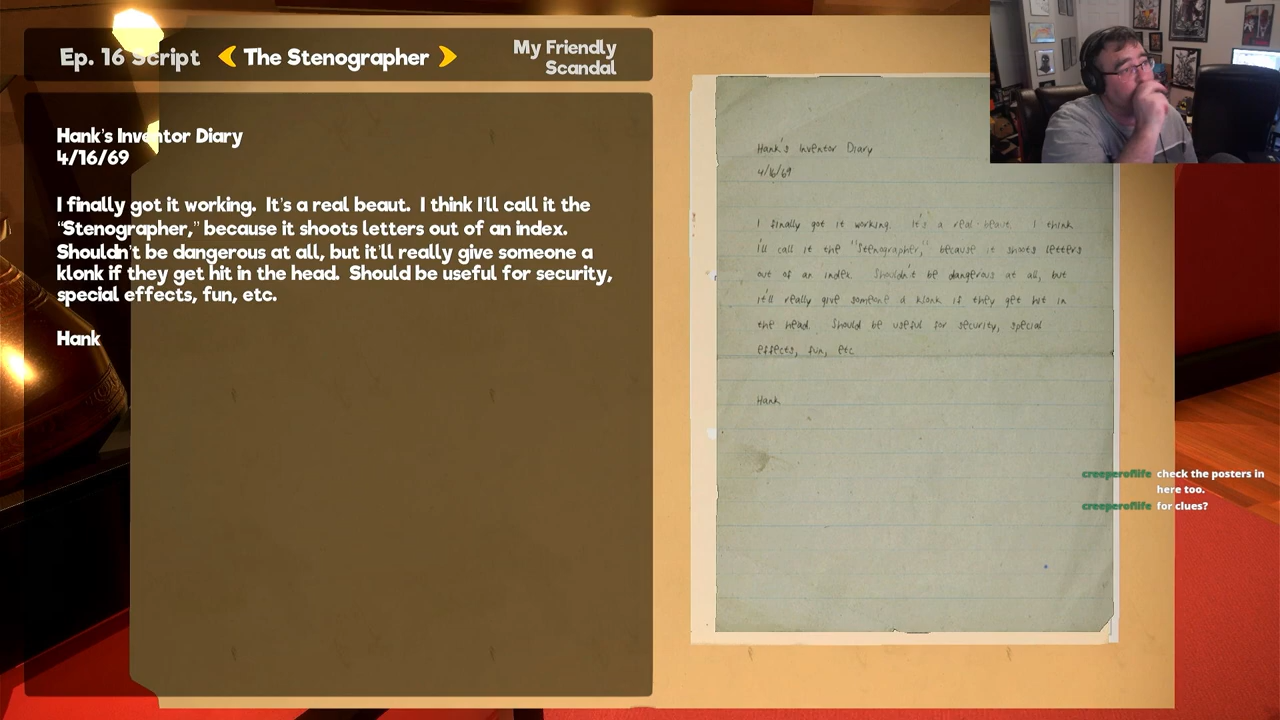 Ep. 16 Script
The Stenographer
My Friendly
Scandal
Hank's Inventor Diary
4/16/69
I finally got it working.  It's a real beaut.  I think I'll call it the
"Stenographer," because it shoots letters out of an index.
Shouldn't be dangerous at all, but it'll really give someone a
klonk if they get hit in the head.  Should be useful for security,
special effects, fun, etc.
Hank
Hank's Inventor Diary
4/16/69
I finally got it working. It's a real beaut. I think
I'll call it the "Stenographer," because it shoots letters
out of an index. Shouldn't be dangerous at all, but
it'll really give someone a klonk if they get hit in
the head. Should be useful for security, special
effects, fun, etc.
Hank
creeperoflife check the posters in
here too.
creeperoflife for clues?